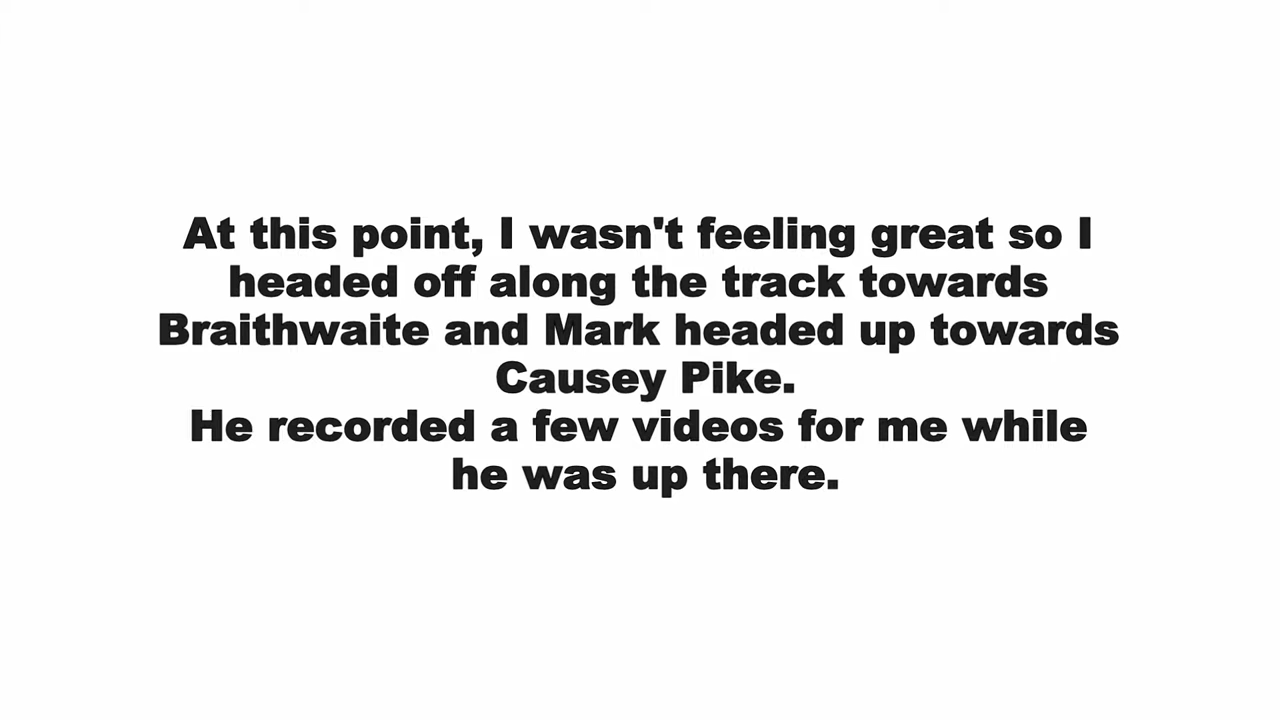 At this point, I wasn't feeling great so I
headed off along the track towards
Braithwaite and Mark headed up towards
Causey Pike.
He recorded a few videos for me while
he was up there.